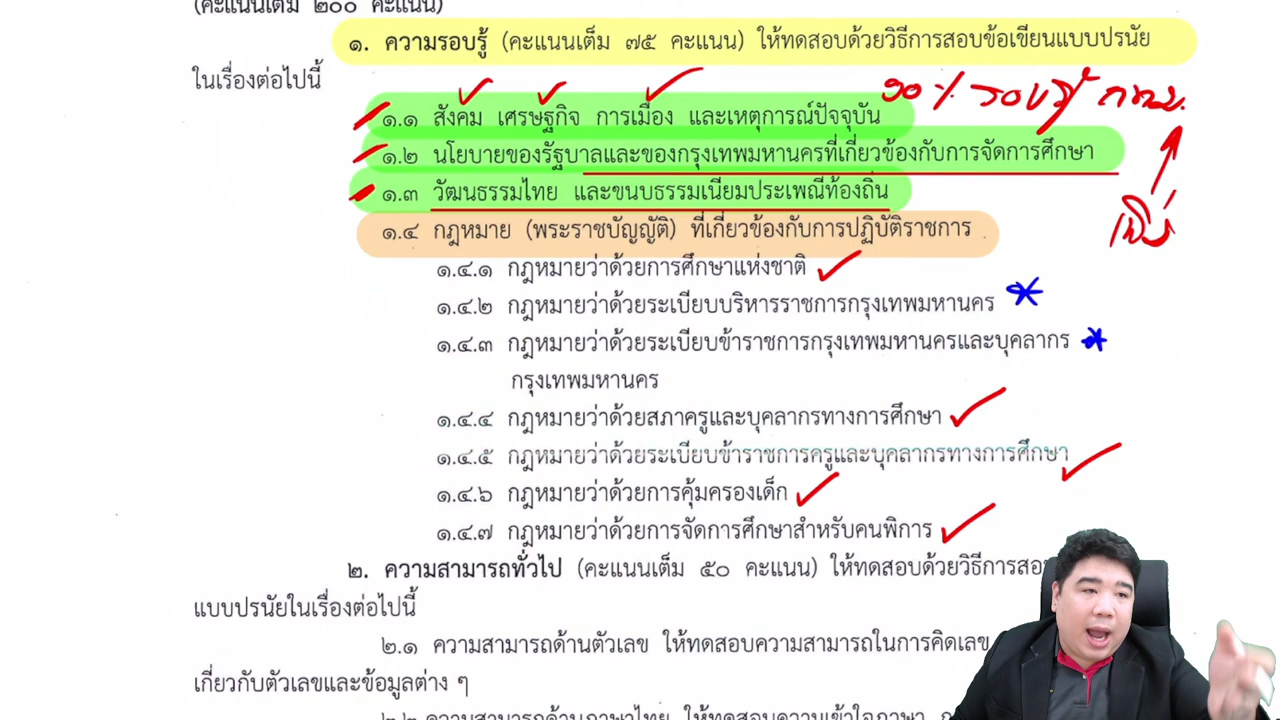 (คะแนนเต็ม ๒๐๐ คะแนน)
๑. ความรอบรู้ (คะแนนเต็ม ๗๕ คะแนน) ให้ทดสอบด้วยวิธีการสอบข้อเขียนแบบปรนัย
ในเรื่องต่อไปนี้
๑.๑ สังคม เศรษฐกิจ การเมือง และเหตุการณ์ปัจจุบัน
๑.๒ นโยบายของรัฐบาลและของกรุงเทพมหานครที่เกี่ยวข้องกับการจัดการศึกษา
๑.๓ วัฒนธรรมไทย และขนบธรรมเนียมประเพณีท้องถิ่น
๑.๔ กฎหมาย (พระราชบัญญัติ) ที่เกี่ยวข้องกับการปฏิบัติราชการ
๑.๔.๑ กฎหมายว่าด้วยการศึกษาแห่งชาติ
๑.๔.๒ กฎหมายว่าด้วยระเบียบบริหารราชการกรุงเทพมหานคร
๑.๔.๓ กฎหมายว่าด้วยระเบียบข้าราชการกรุงเทพมหานครและบุคลากร
กรุงเทพมหานคร
๑.๔.๔ กฎหมายว่าด้วยสภาครูและบุคลากรทางการศึกษา
๑.๔.๕ กฎหมายว่าด้วยระเบียบข้าราชการครูและบุคลากรทางการศึกษา
๑.๔.๖ กฎหมายว่าด้วยการคุ้มครองเด็ก
๑.๔.๗ กฎหมายว่าด้วยการจัดการศึกษาสำหรับคนพิการ
๒. ความสามารถทั่วไป (คะแนนเต็ม ๕๐ คะแนน) ให้ทดสอบด้วยวิธีการสอบ
แบบปรนัยในเรื่องต่อไปนี้
๒.๑ ความสามารถด้านตัวเลข ให้ทดสอบความสามารถในการคิดเลข
เกี่ยวกับตัวเลขและข้อมูลต่าง ๆ
๒.๒ ความสามารถด้านภาษาไทย ให้ทดสอบความเข้าใจภาษา